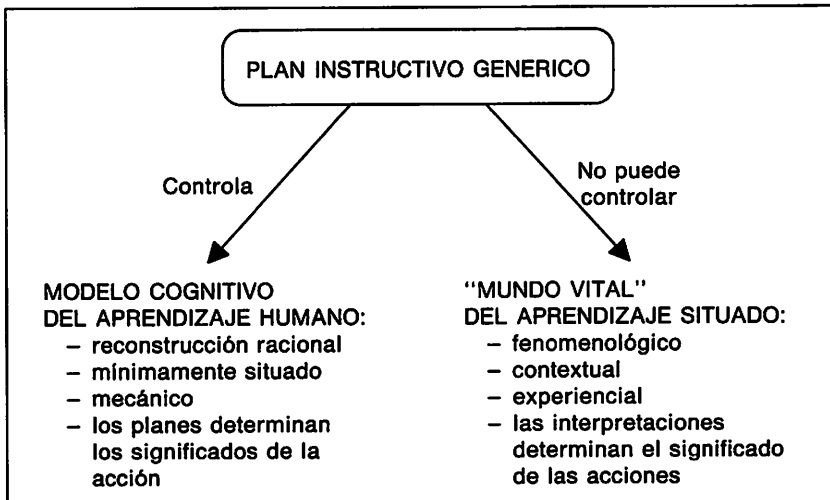 PLAN INSTRUCTIVO GENERICO
Controla
No puede
controlar
MODELO COGNITIVO
DEL APRENDIZAJE HUMANO:
– reconstrucción racional
– mínimamente situado
– mecánico
– los planes determinan
los significados de la
acción
"MUNDO VITAL"
DEL APRENDIZAJE SITUADO:
– fenomenológico
– contextual
– experiencial
– las interpretaciones
determinan el significado
de las acciones